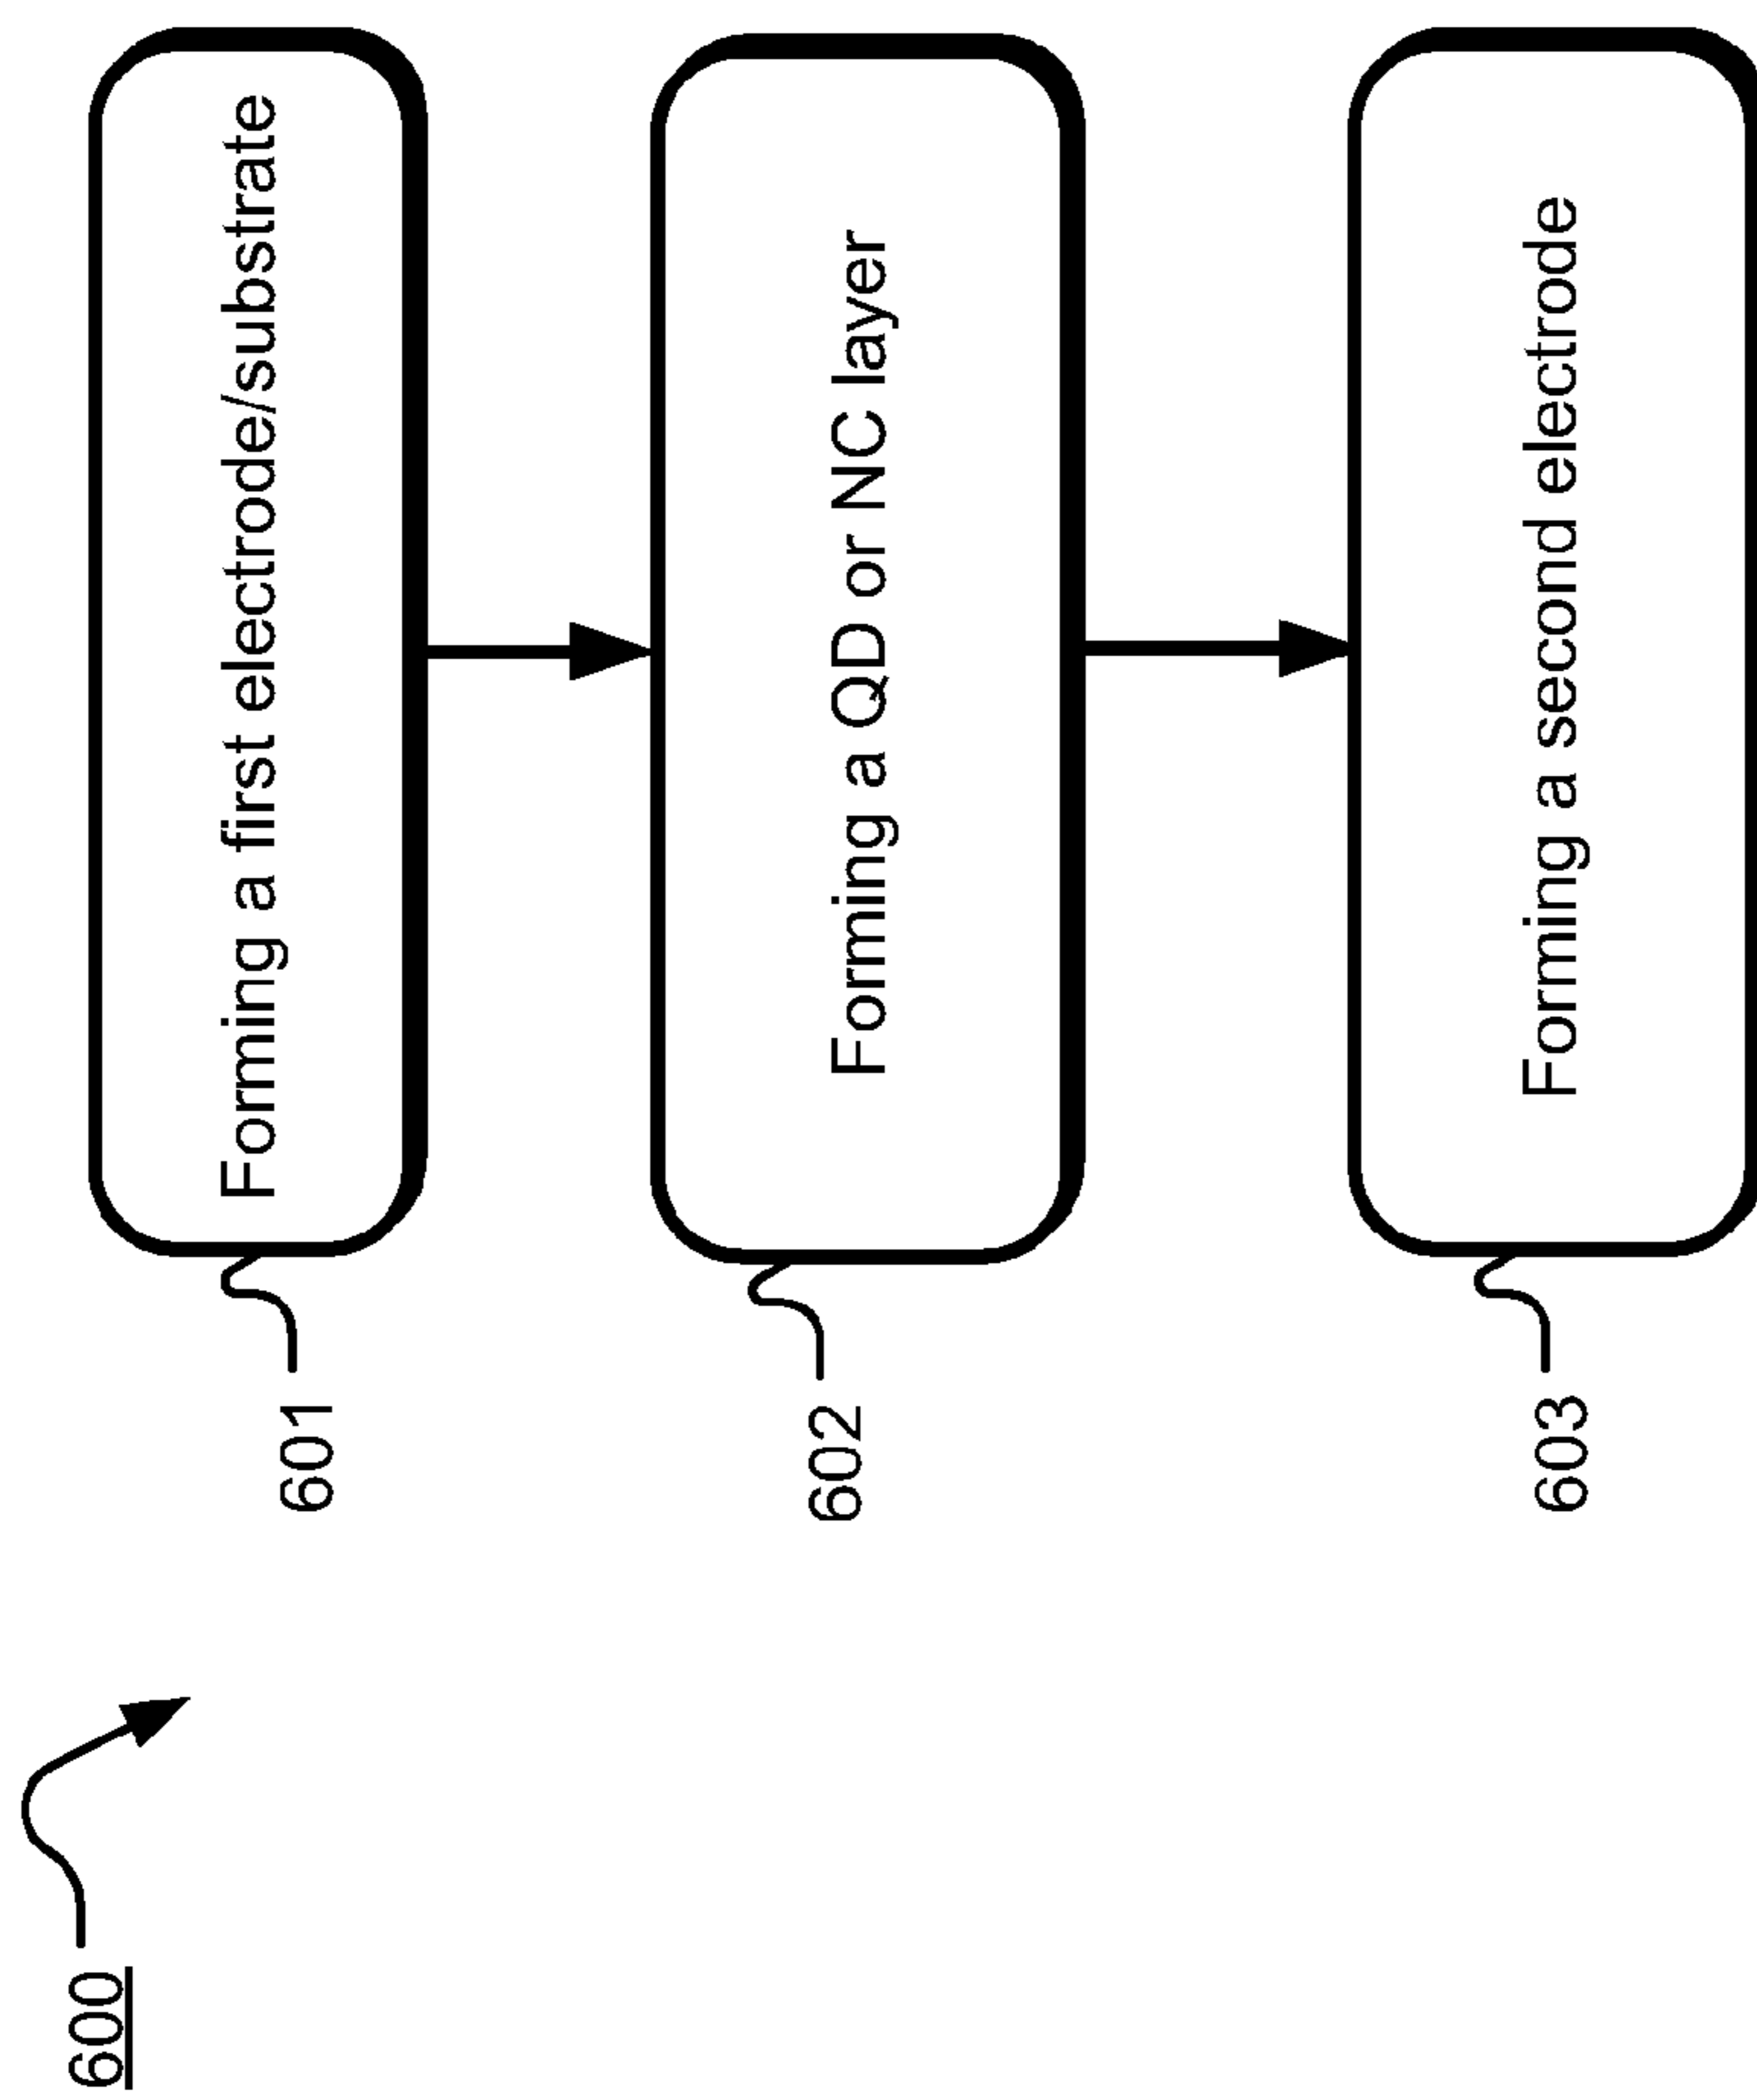 600
601
Forming a first electrode/substrate
602
Forming a QD or NC layer
603
Forming a second electrode